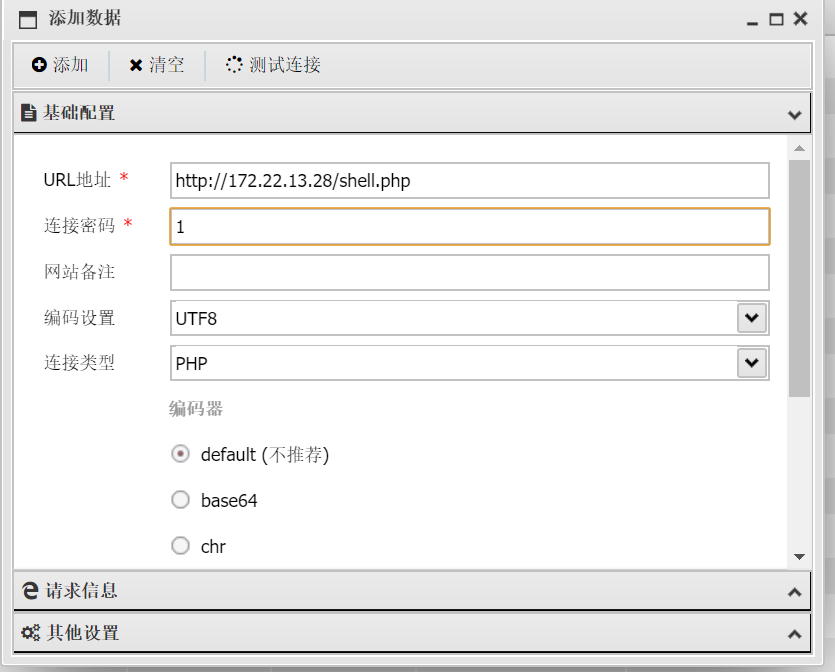 添加数据
添加 清空 测试连接
基础配置
URL地址 * http://172.22.13.28/shell.php
连接密码 * 1
网站备注
编码设置 UTF8
连接类型 PHP
编码器
default (不推荐)
base64
chr
请求信息
其他设置